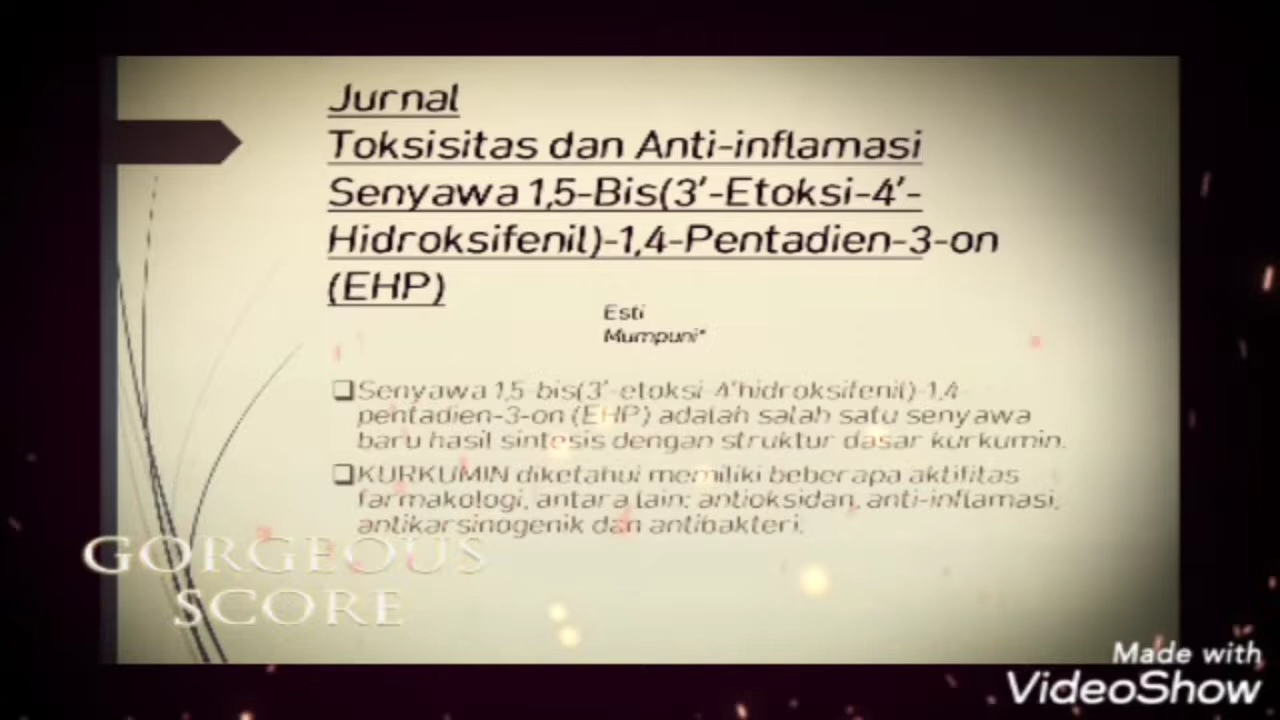 Jurnal
Toksisitas dan Anti-inflamasi
Senyawa 1,5-Bis(3'-Etoksi-4'-
Hidroksifenil)-1,4-Pentadien-3-on
(EHP)
Esti
Mumpuni*
❑Senyawa 1,5-bis(3'-etoksi-4'hidroksifenil)-1,4-
pentadien-3-on (EHP) adalah salah satu senyawa
baru hasil sintesis dengan struktur dasar kurkumin.
❑KURKUMIN diketahui memiliki beberapa aktifitas
farmakologi, antara lain: antioksidan, anti-inflamasi,
antikarsinogenik dan antibakteri.
GORGEOUS
SCORE
Made with
VideoShow